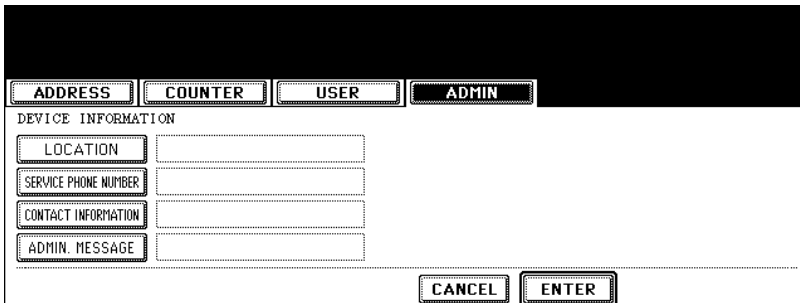 ADDRESS COUNTER USER ADMIN
DEVICE INFORMATION
LOCATION
SERVICE PHONE NUMBER
CONTACT INFORMATION
ADMIN. MESSAGE
CANCEL ENTER